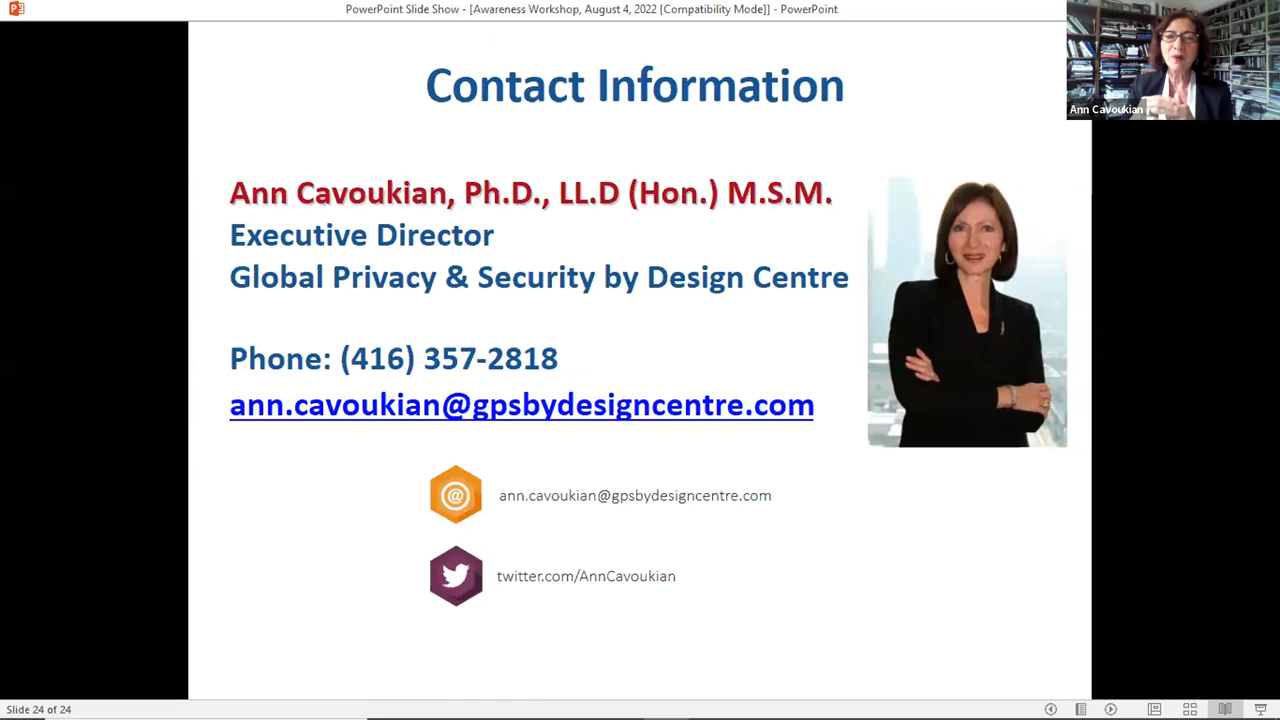 PowerPoint Slide Show - [Awareness Workshop, August 4, 2022 [Compatibility Mode]] - PowerPoint
Ann Cavoukian
Contact Information
Ann Cavoukian, Ph.D., LL.D (Hon.) M.S.M.
Executive Director
Global Privacy & Security by Design Centre
Phone: (416) 357-2818
ann.cavoukian@gpsbydesigncentre.com
@ ann.cavoukian@gpsbydesigncentre.com
twitter.com/AnnCavoukian
Slide 24 of 24